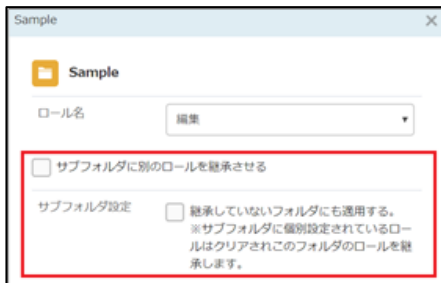 Sample
Sample
ロール名
編集
サブフォルダに別のロールを継承させる
サブフォルダ設定
継承していないフォルダにも適用する。
※サブフォルダに個別設定されているロー
ルはクリアされこのフォルダのロールを継
承します。